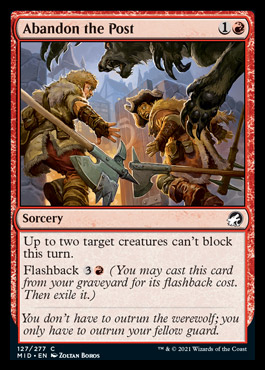 Abandon the Post 1
Sorcery
Up to two target creatures can't block
this turn.
Flashback 3 (You may cast this card
from your graveyard for its flashback cost.
Then exile it.)
You don't have to outrun the werewolf; you
only have to outrun your fellow guard.
127/277 C
MID • EN ZOLTAN BOROS
™ & © 2021 Wizards of the Coast